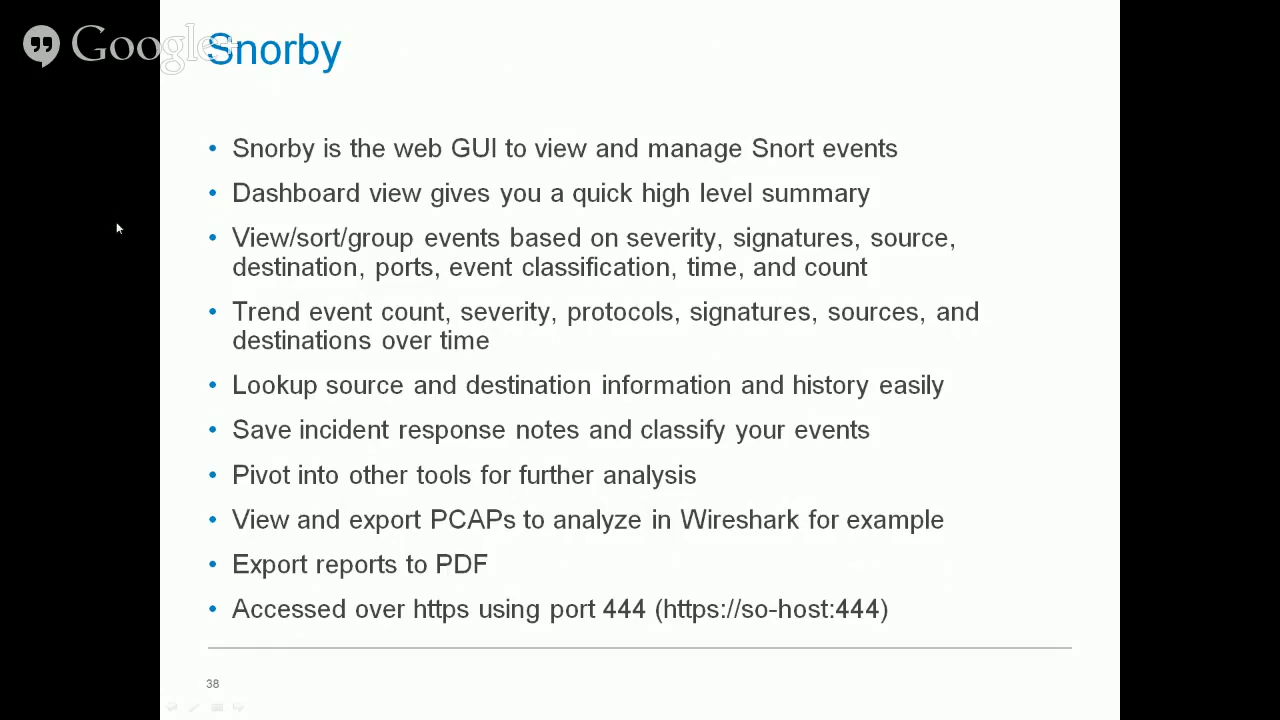 Google+
Snorby
• Snorby is the web GUI to view and manage Snort events
• Dashboard view gives you a quick high level summary
• View/sort/group events based on severity, signatures, source,
destination, ports, event classification, time, and count
• Trend event count, severity, protocols, signatures, sources, and
destinations over time
• Lookup source and destination information and history easily
• Save incident response notes and classify your events
• Pivot into other tools for further analysis
• View and export PCAPs to analyze in Wireshark for example
• Export reports to PDF
• Accessed over https using port 444 (https://so-host:444)
38